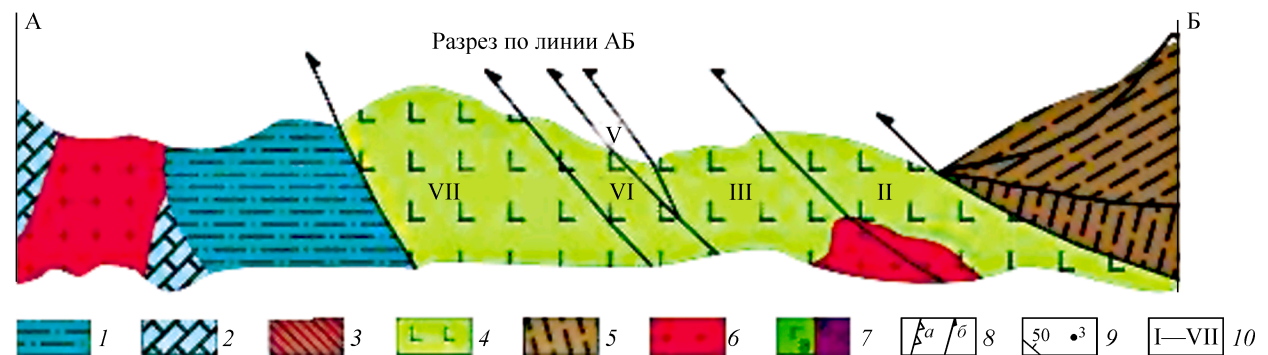 А
Б
Разрез по линии АБ
V
VII
VI
III
II
1
2
3
4
5
6
7
а б 8
50 3 9
I—VII 10